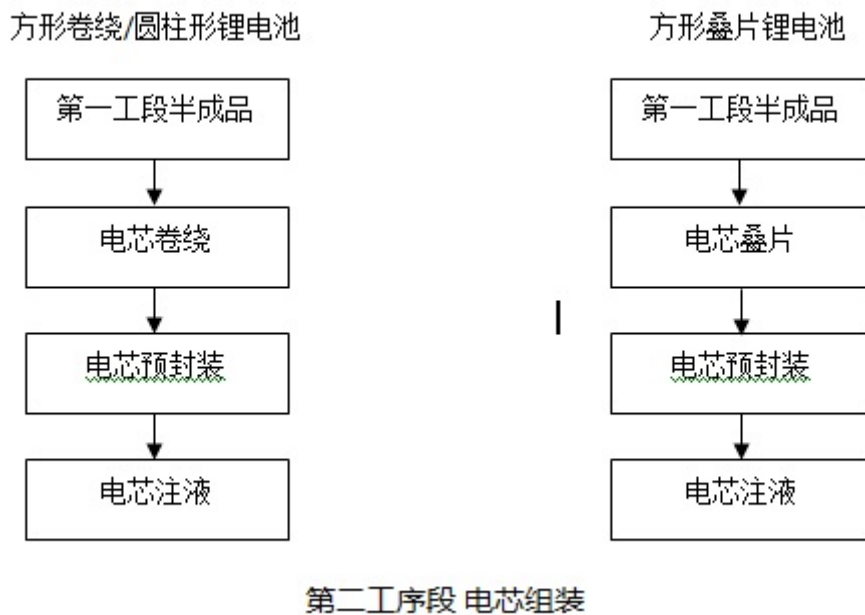 方形卷绕/圆柱形锂电池
第一工段半成品
电芯卷绕
电芯预封装
电芯注液
方形叠片锂电池
第一工段半成品
电芯叠片
电芯预封装
电芯注液
第二工序段 电芯组装